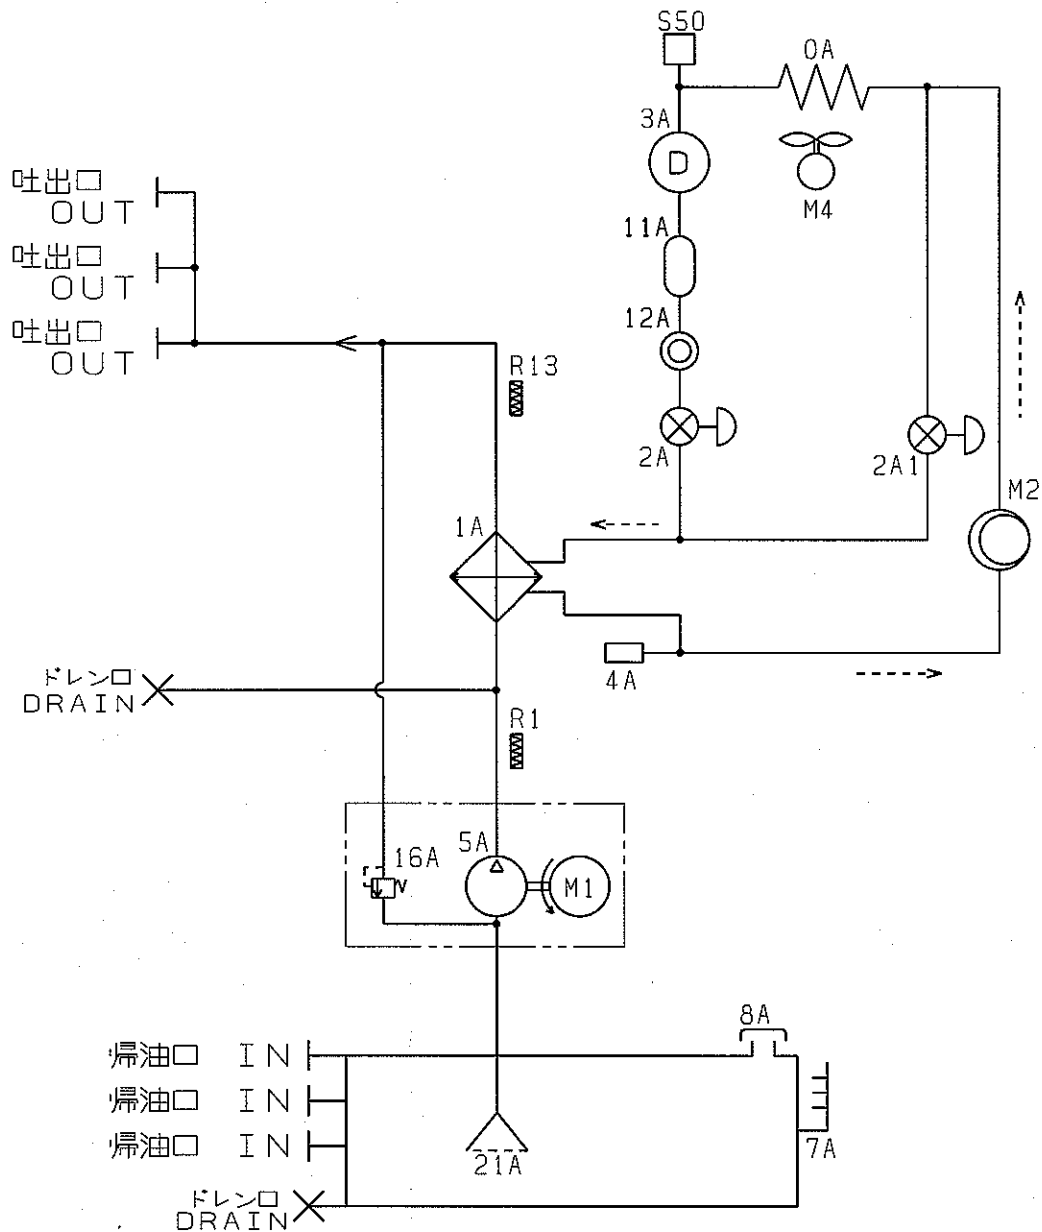 S50
0A
3A
D
M4
吐出口
OUT
11A
吐出口
OUT
12A
吐出口
OUT
R13
2A
2A1
M2
1A
4A
ドレン口
DRAIN
R1
5A
16A
M1
8A
帰油口 IN
帰油口 IN
帰油口 IN
7A
21A
ドレン口
DRAIN